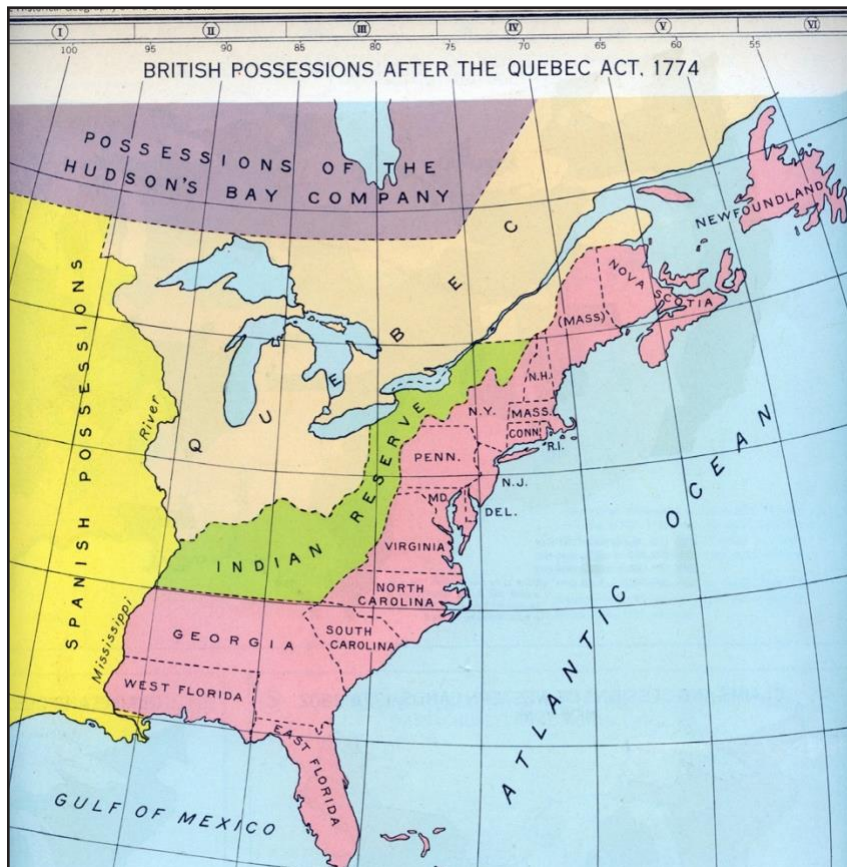 I II III IV V VI
100 95 90 85 80 75 70 65 60 55
BRITISH POSSESSIONS AFTER THE QUEBEC ACT, 1774
POSSESSIONS OF THE
HUDSON'S BAY COMPANY
NEWFOUNDLAND
QUEBEC
NOVA SCOTIA
(MASS)
SPANISH POSSESSIONS
River
Mississippi
INDIAN RESERVE
N.H.
N.Y.
MASS.
CONN.
R.I.
PENN.
N.J.
MD.
DEL.
VIRGINIA
NORTH
CAROLINA
SOUTH
CAROLINA
GEORGIA
WEST FLORIDA
EAST FLORIDA
GULF OF MEXICO
ATLANTIC OCEAN